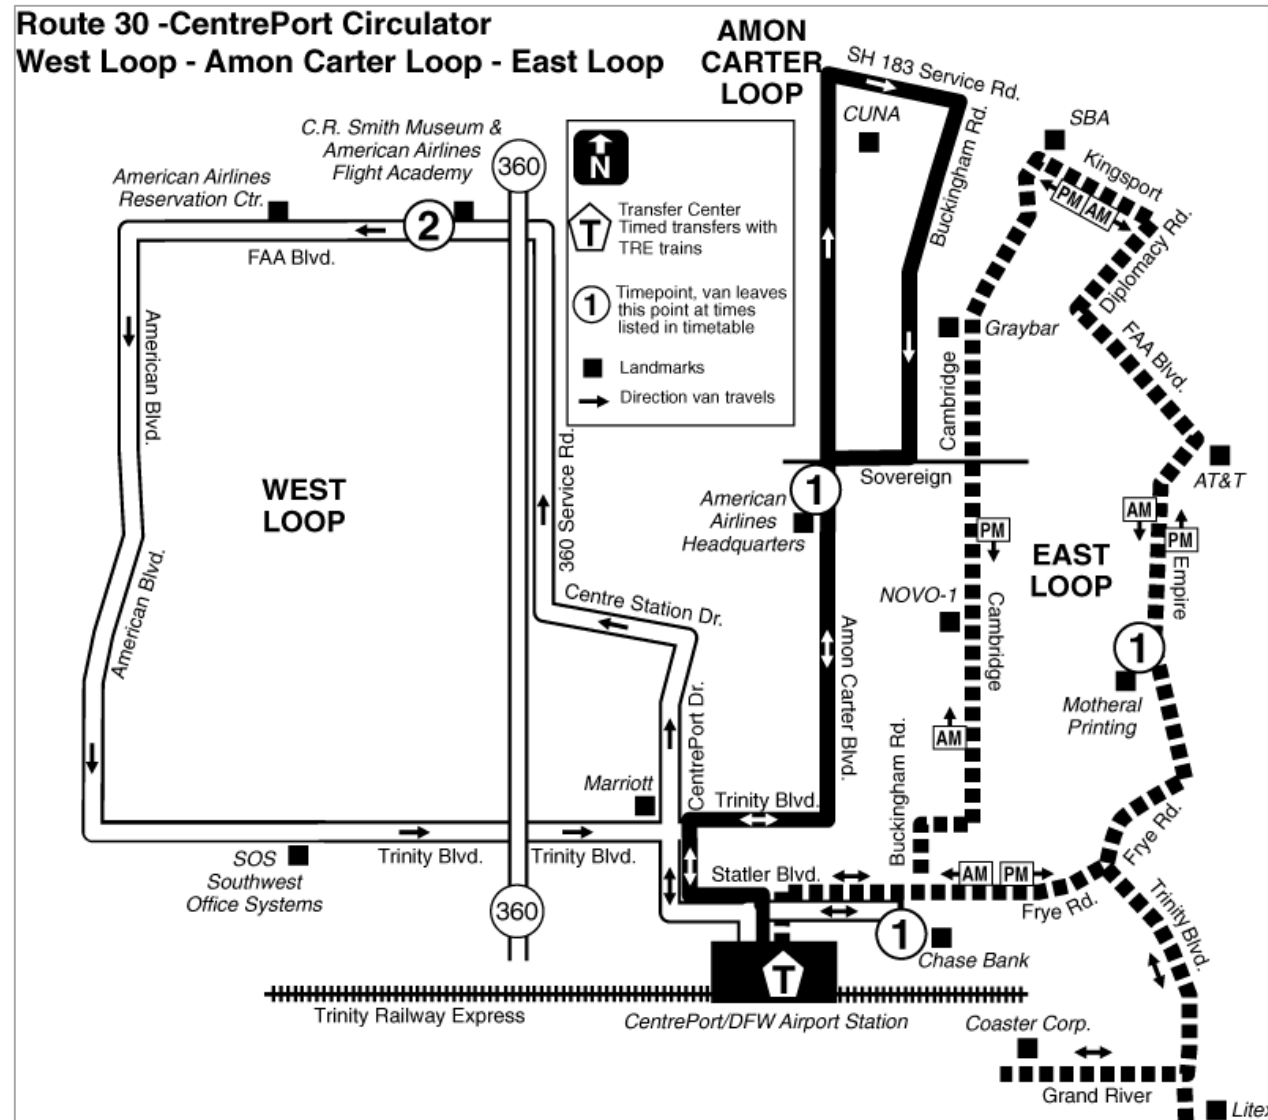 Route 30 -CentrePort Circulator
West Loop - Amon Carter Loop - East Loop
AMON
CARTER
LOOP
SH 183 Service Rd.
CUNA
Buckingham Rd.
SBA
Kingsport
PM
AM
Diplomacy Rd.
C.R. Smith Museum &
American Airlines
Flight Academy
360
American Airlines
Reservation Ctr.
2
FAA Blvd.
N
T
Transfer Center
Timed transfers with
TRE trains
1
Timepoint, van leaves
this point at times
listed in timetable
Landmarks
Direction van travels
Graybar
FAA Blvd.
American Blvd.
Cambridge
360 Service Rd.
WEST
LOOP
1
Sovereign
American
Airlines
Headquarters
AT&T
AM
PM
PM
EAST
LOOP
Empire
American Blvd.
Centre Station Dr.
NOVO-1
Cambridge
Amon Carter Blvd.
1
Motheral
Printing
CentrePort Dr.
AM
Buckingham Rd.
Marriott
Trinity Blvd.
Frye Rd.
SOS
Southwest
Office Systems
Trinity Blvd.
Trinity Blvd.
Statler Blvd.
AM
PM
Frye Rd.
Trinity Blvd.
360
1
Chase Bank
T
Trinity Railway Express
CentrePort/DFW Airport Station
Coaster Corp.
Grand River
Litex